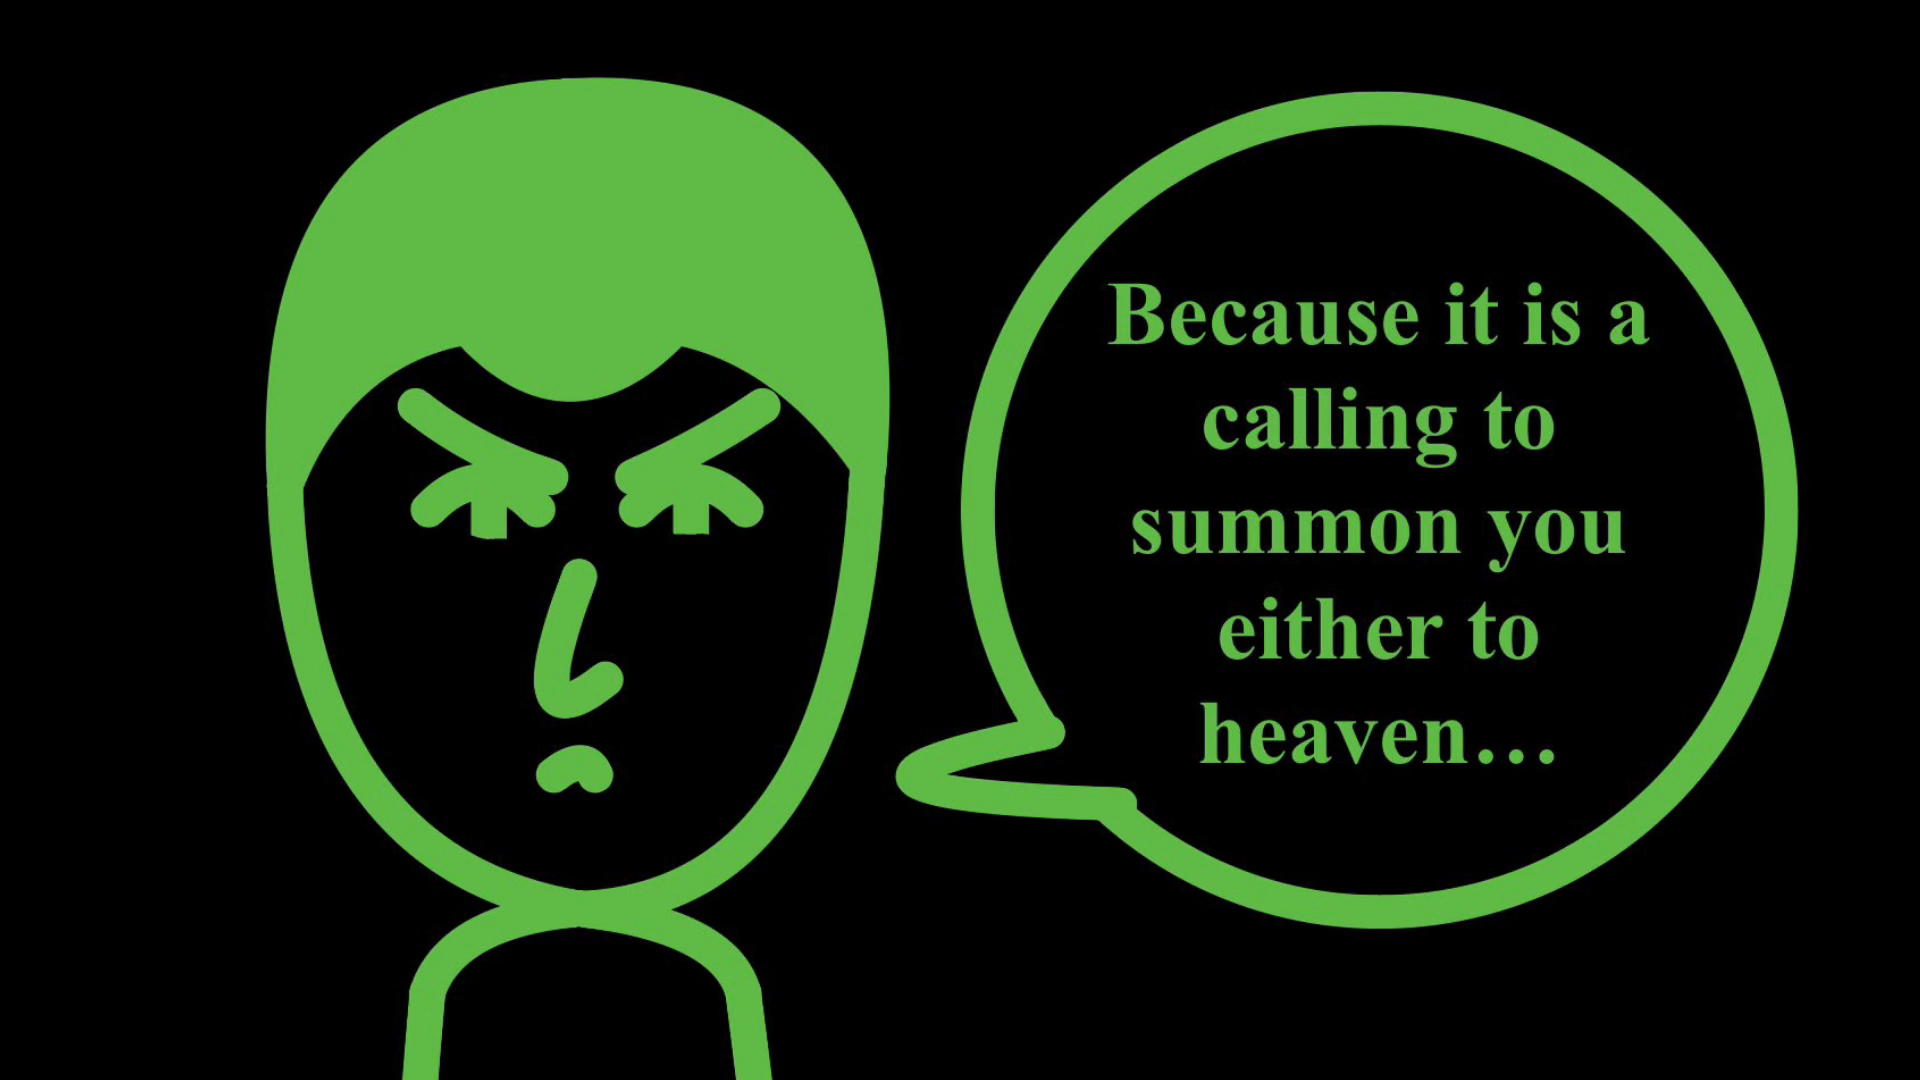 Because it is a
calling to
summon you
either to
heaven…